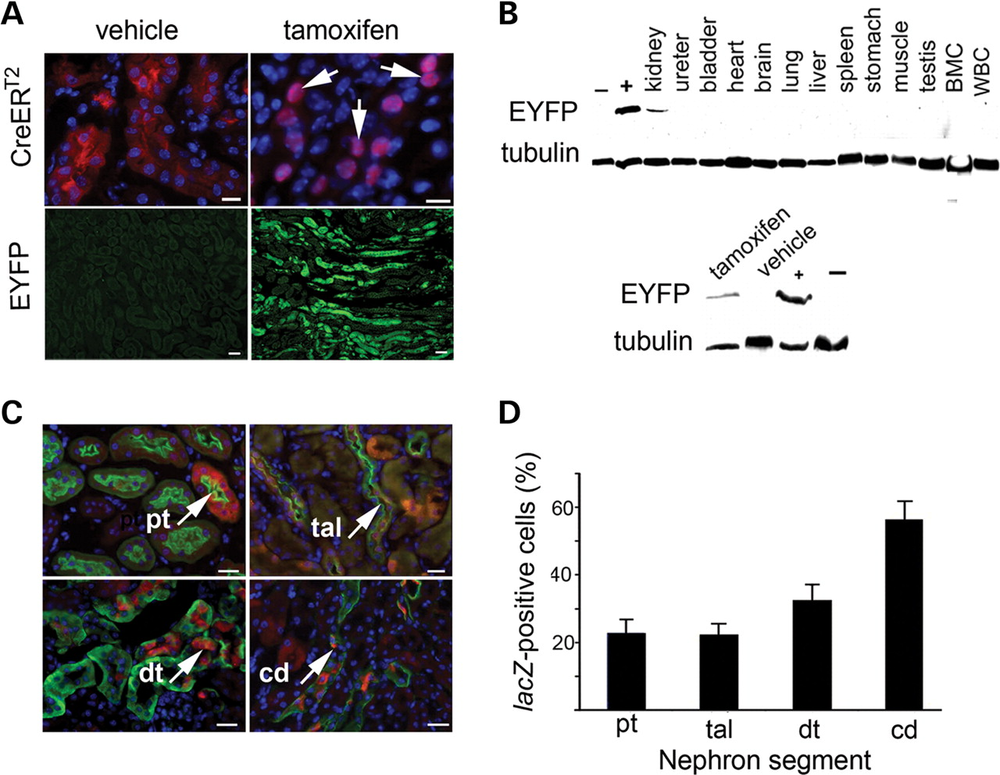 A
vehicle tamoxifen
CreER^T2
EYFP
B
− + kidney ureter bladder heart brain lung liver spleen stomach muscle testis BMC WBC
EYFP
tubulin
tamoxifen vehicle + −
EYFP
tubulin
C
pt pt
tal
dt
cd
D
lacZ-positive cells (%)
60
40
20
pt tal dt cd
Nephron segment